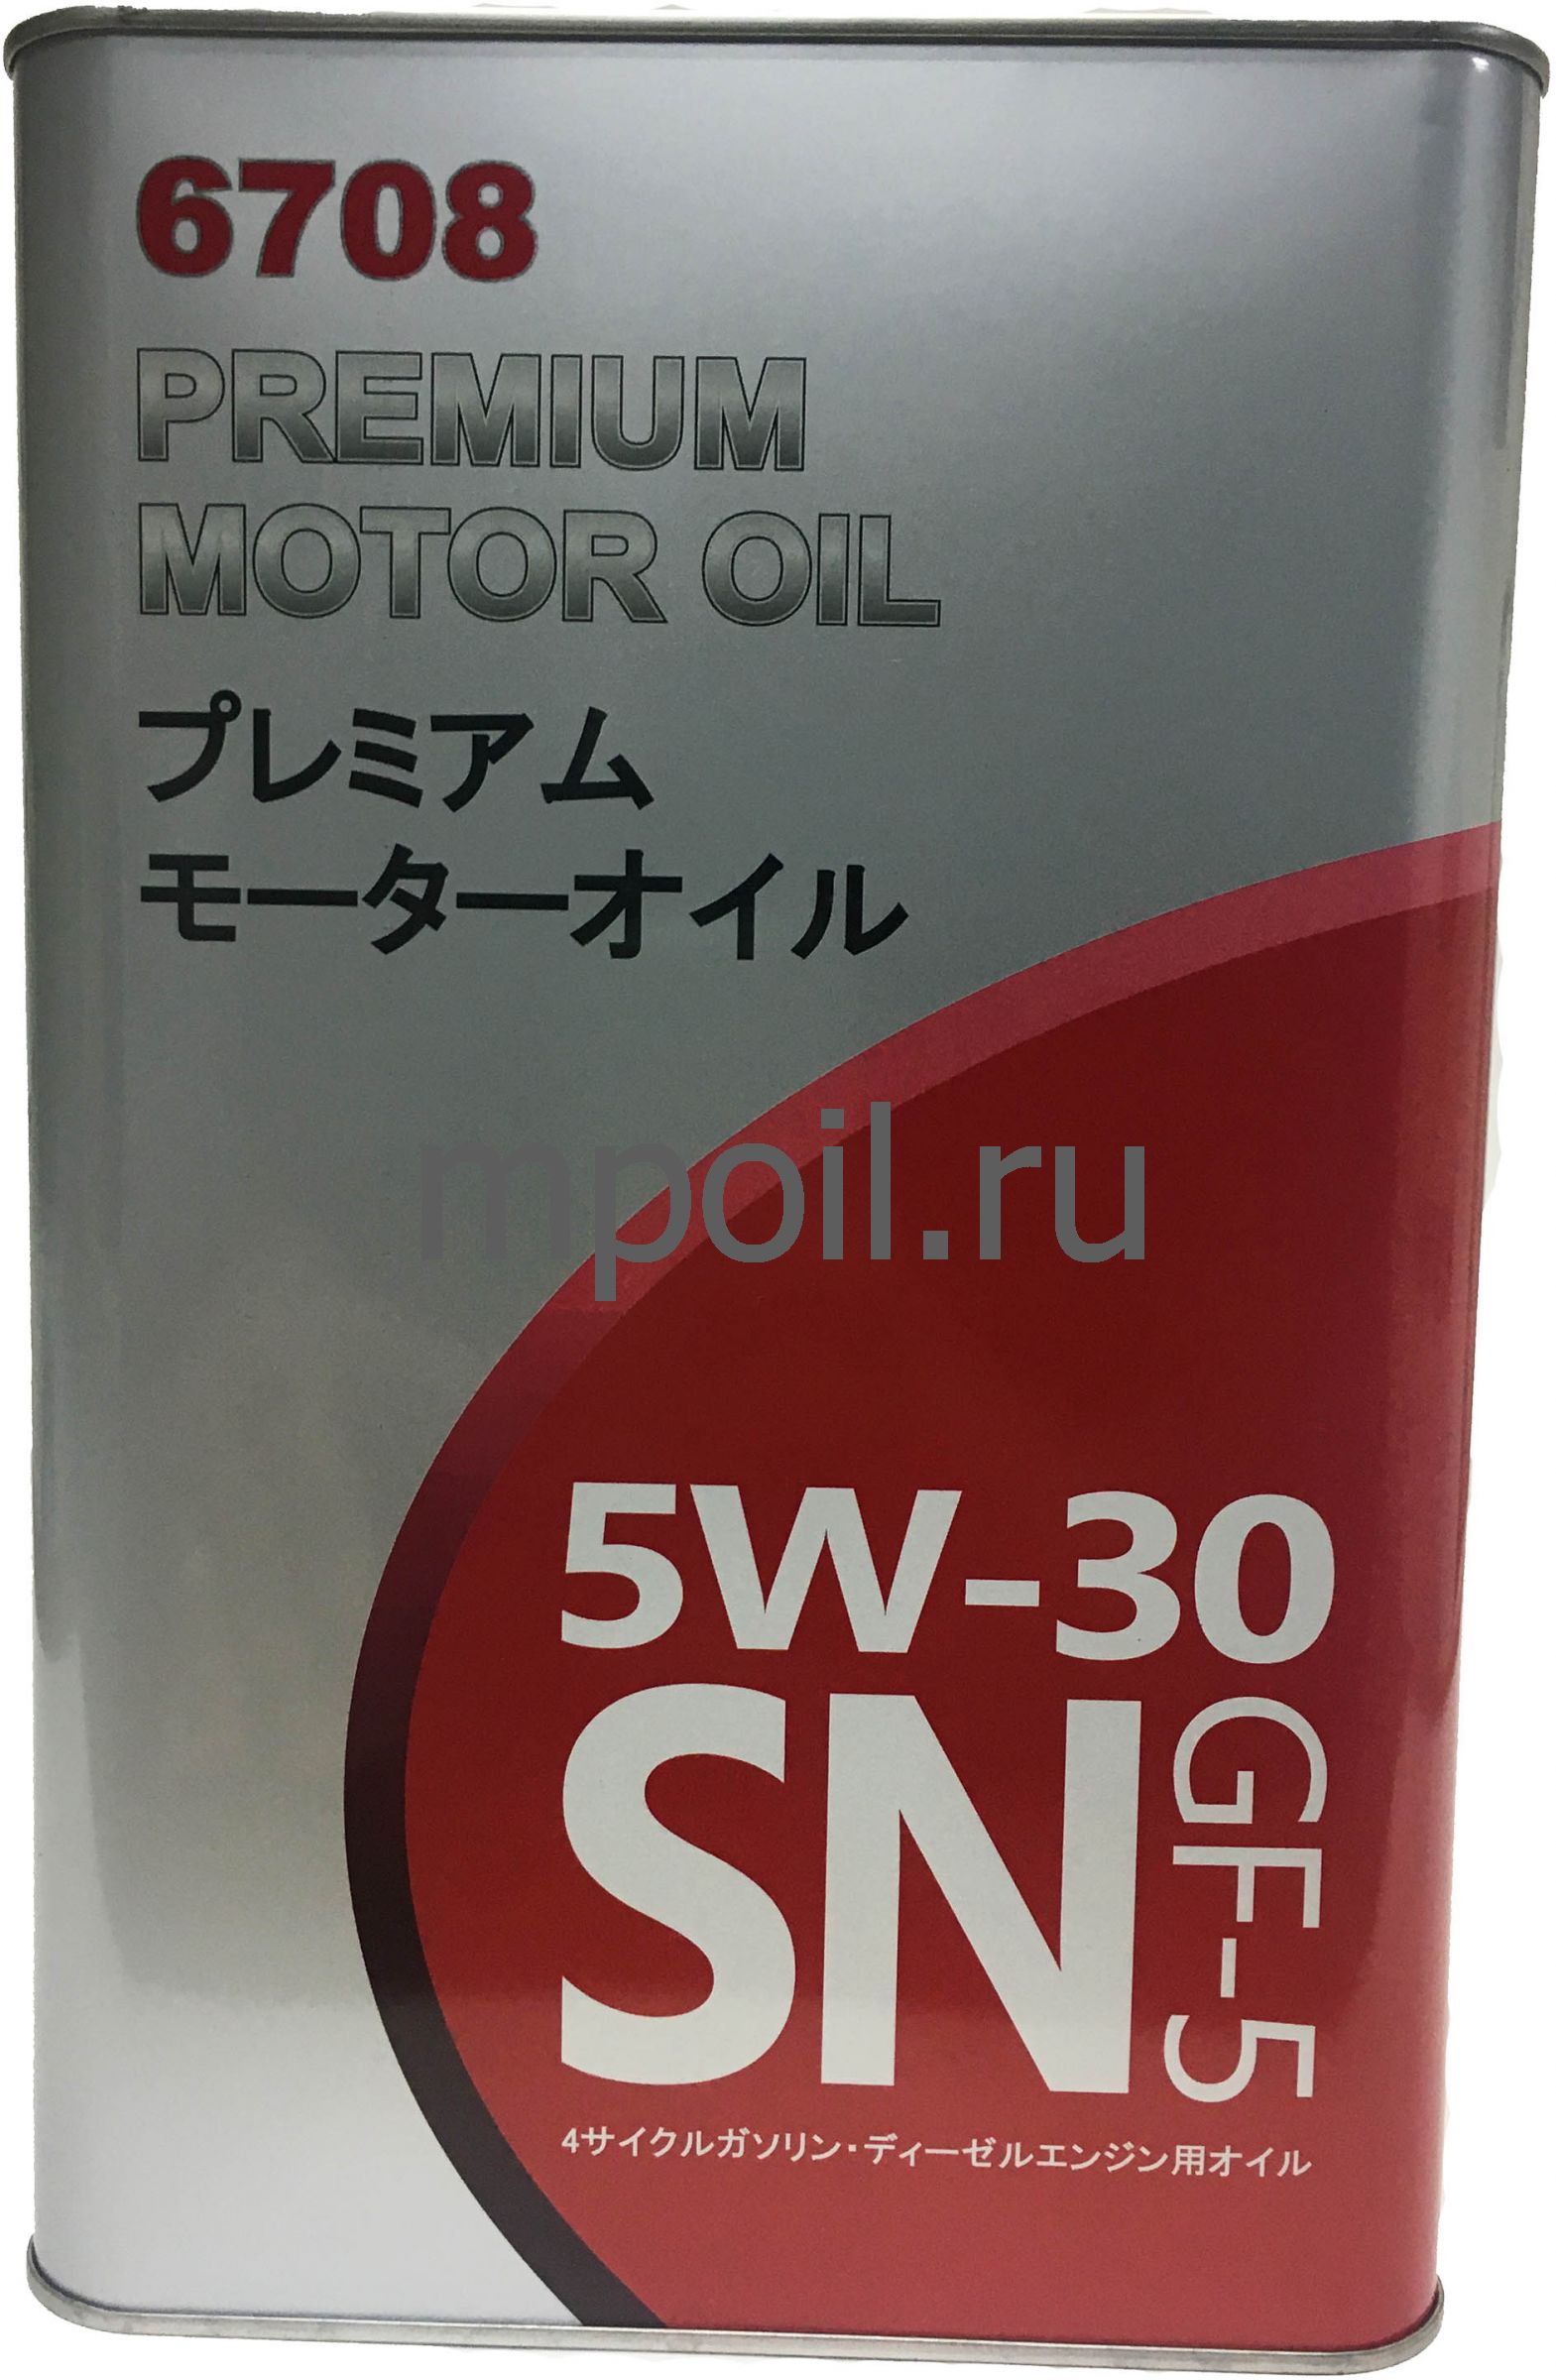 6708
PREMIUM
MOTOR OIL
プレミアム
モーターオイル
mpoil.ru
5W-30
SN
GF-5
4サイクルガソリン・ディーゼルエンジン用オイル